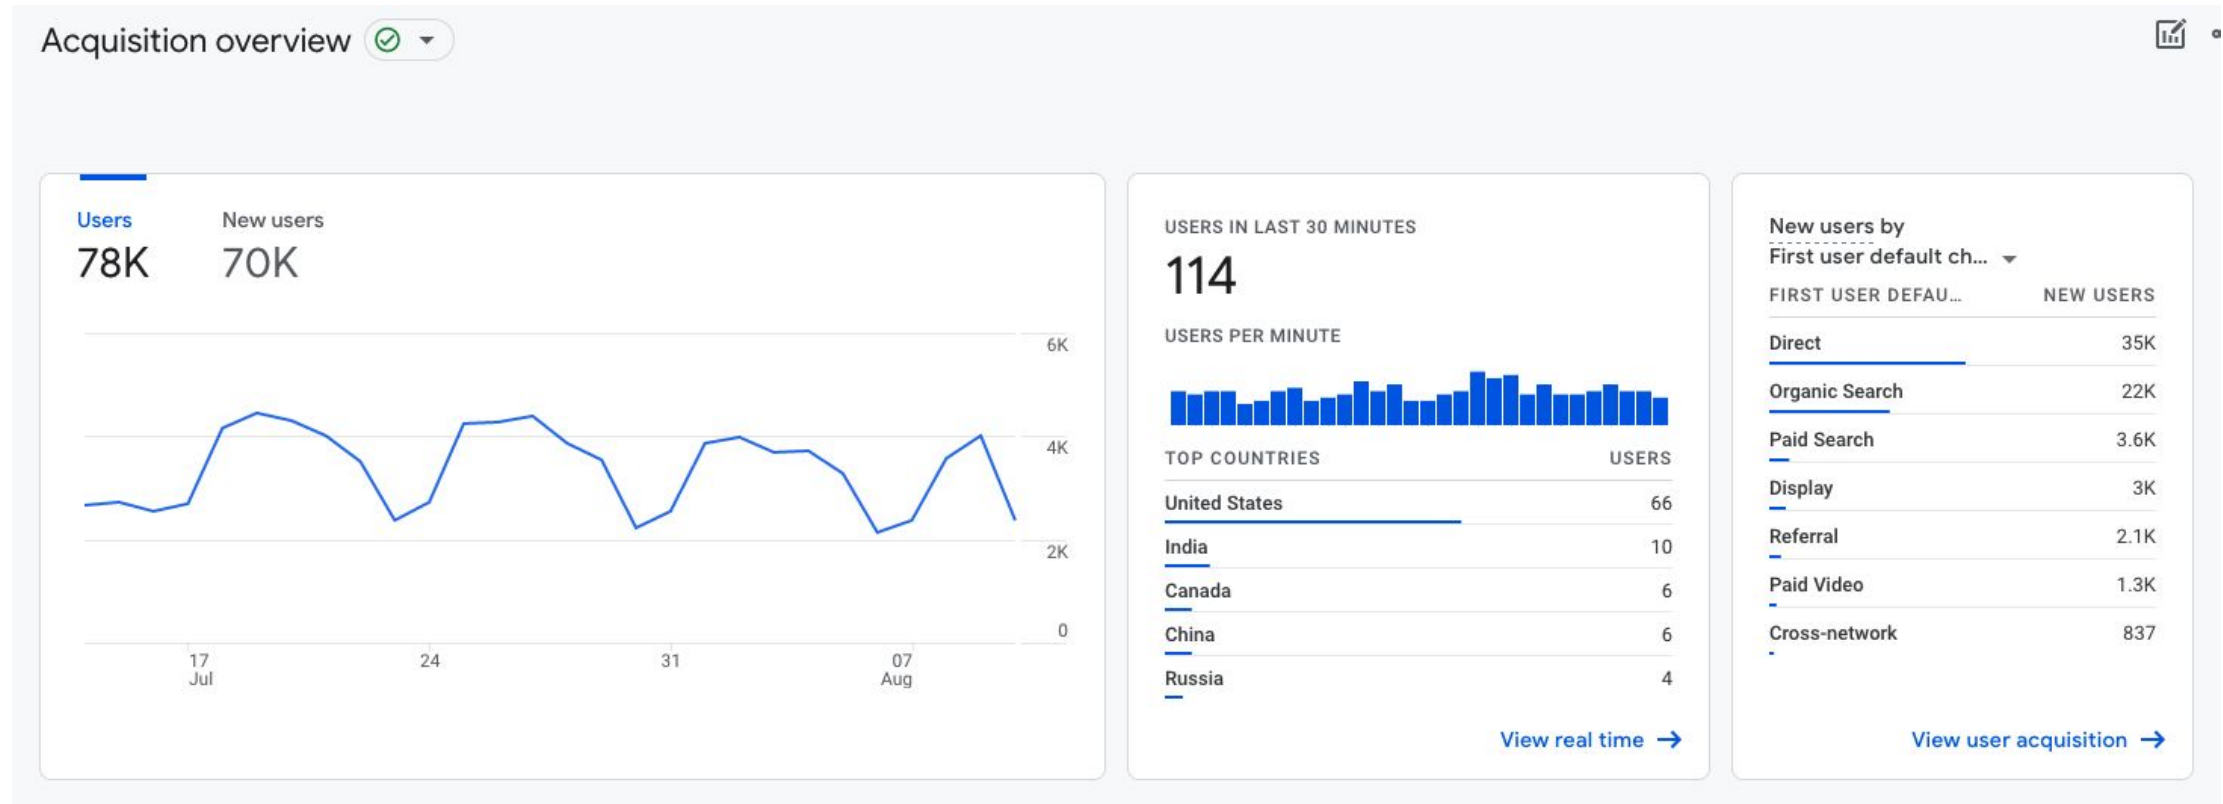 Acquisition overview
Users
New users
78K
70K
6K
4K
2K
0
17
Jul
24
31
07
Aug
USERS IN LAST 30 MINUTES
114
USERS PER MINUTE
TOP COUNTRIES USERS
United States 66
India 10
Canada 6
China 6
Russia 4
View real time
New users by
First user default ch...
FIRST USER DEFAU... NEW USERS
Direct 35K
Organic Search 22K
Paid Search 3.6K
Display 3K
Referral 2.1K
Paid Video 1.3K
Cross-network 837
View user acquisition